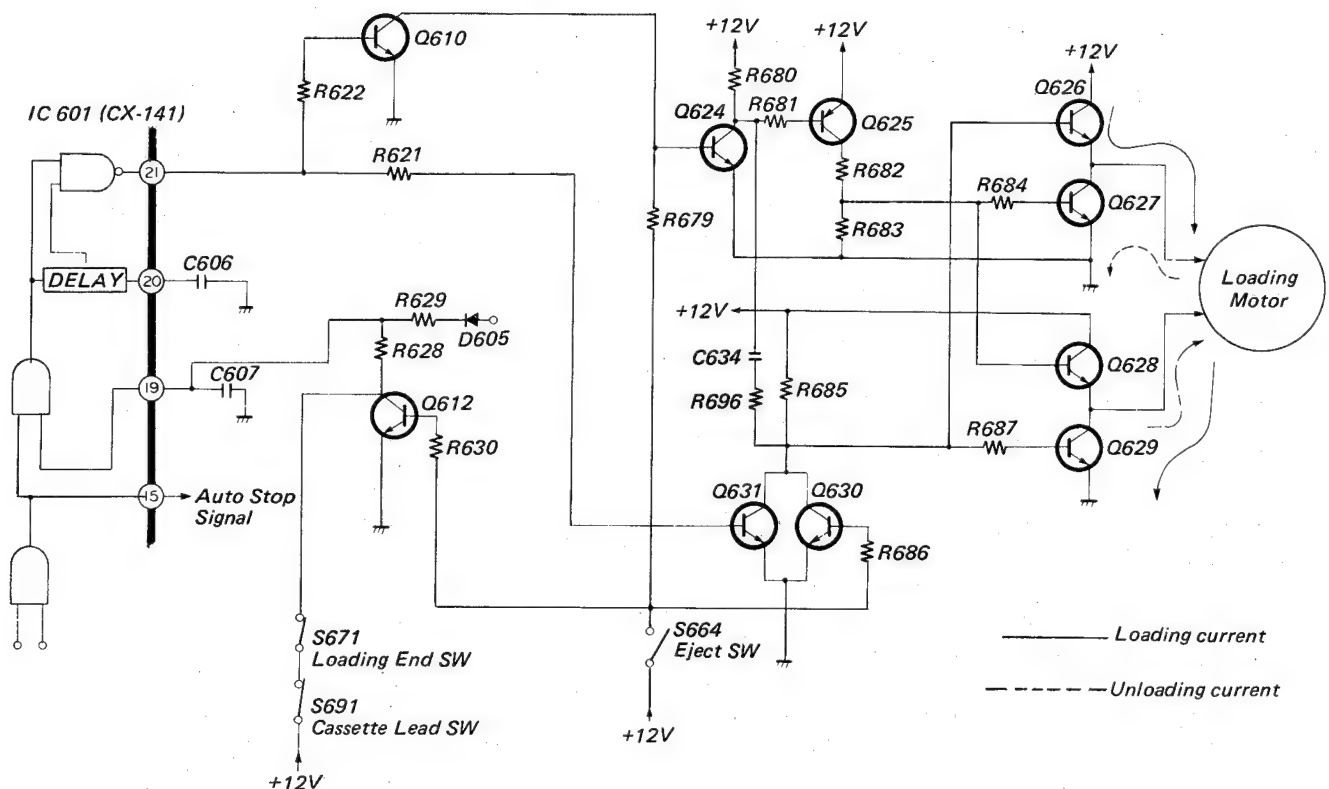 +12V
+12V
+12V
Q610
R680
Q626
R622
Q624
R681
Q625
IC 601 (CX-141)
R621
R682
21
R684
Q627
R679
R683
DELAY
20
C606
Loading
Motor
R629
+12V
D605
R628
C634
Q628
19
C607
R685
R696
Q612
R687
Q629
R630
15
Auto Stop
Signal
Q631
Q630
R686
S671
Loading End SW
S664
Eject SW
Loading current
S691
Cassette Lead SW
Unloading current
+12V
+12V